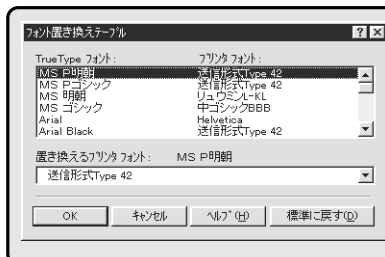 フォント置き換えテーブル
TrueType フォント: プリンタ フォント:
MS P明朝 送信形式Type 42
MS Pゴシック 送信形式Type 42
MS 明朝 リュウミンL-KL
MS ゴシック 中ゴシックBBB
Arial Helvetica
Arial Black 送信形式Type 42
置き換えるプリンタ フォント: MS P明朝
送信形式Type 42
OK キャンセル ヘルプ(H) 標準に戻す(D)